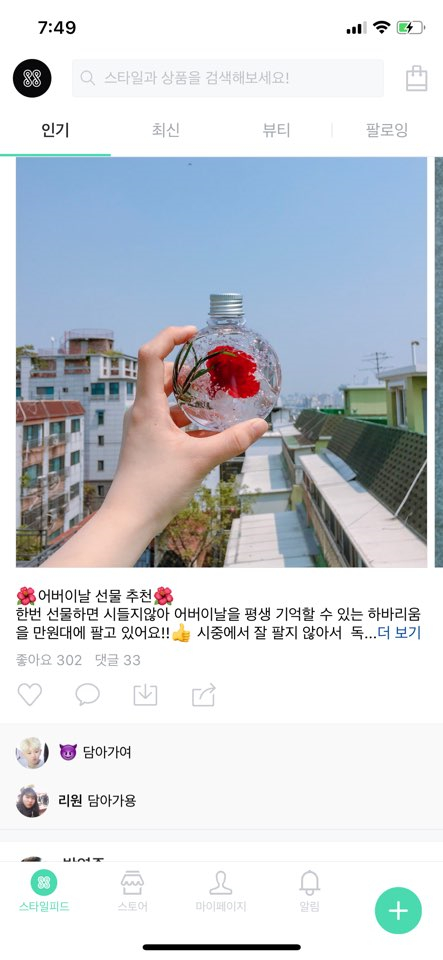 7:49
스타일과 상품을 검색해보세요!
인기 최신 뷰티 팔로잉
🌺어버이날 선물 추천🌺
한번 선물하면 시들지않아 어버이날을 평생 기억할 수 있는 하바리움
을 만원대에 팔고 있어요!!👍 시중에서 잘 팔지 않아서 독...더 보기
좋아요 302 댓글 33
😈 담아가여
리원 담아가용
스타일피드 스토어 마이페이지 알림